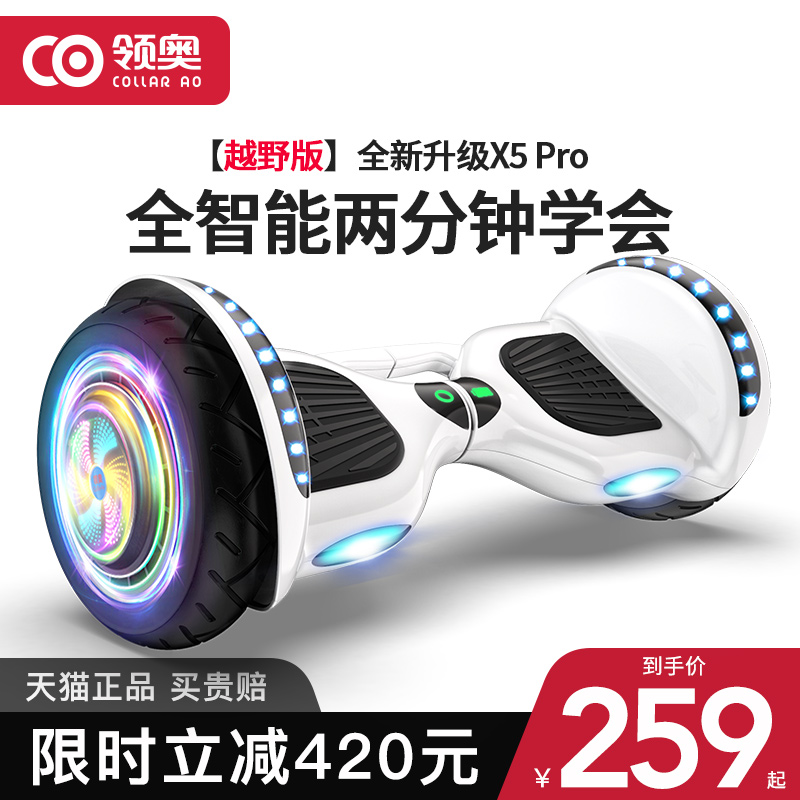 CO 领奥
COLLAR AO
【越野版】全新升级X5 Pro
全智能两分钟学会
天猫正品 买贵赔
限时立减420元
到手价
¥259起